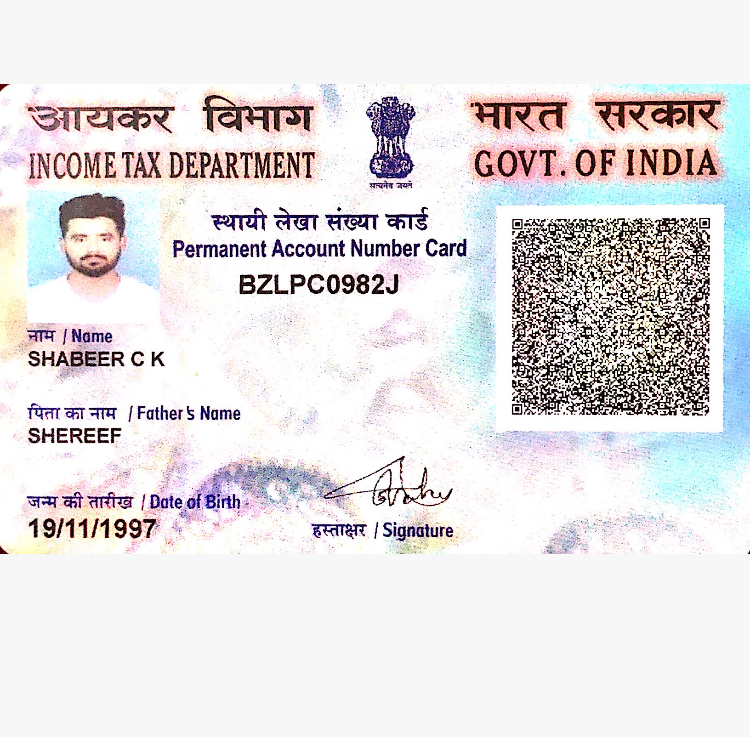 आयकर विभाग
INCOME TAX DEPARTMENT
सत्यमेव जयते
भारत सरकार
GOVT. OF INDIA
स्थायी लेखा संख्या कार्ड
Permanent Account Number Card
BZLPC0982J
नाम / Name
SHABEER C K
पिता का नाम / Father's Name
SHEREEF
जन्म की तारीख / Date of Birth
19/11/1997
हस्ताक्षर / Signature